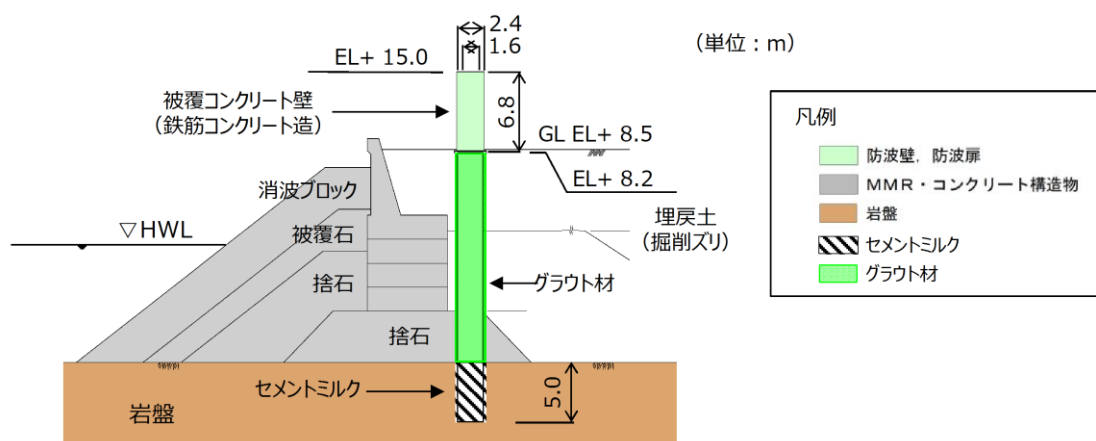 2.4
1.6
(単位：m)
EL+ 15.0
被覆コンクリート壁
(鉄筋コンクリート造)
6.8
GL EL+ 8.5
EL+ 8.2
消波ブロック
▽HWL
被覆石
埋戻土
(掘削ズリ)
捨石
グラウト材
捨石
セメントミルク
5.0
岩盤
凡例
防波壁，防波扉
MMR・コンクリート構造物
岩盤
セメントミルク
グラウト材